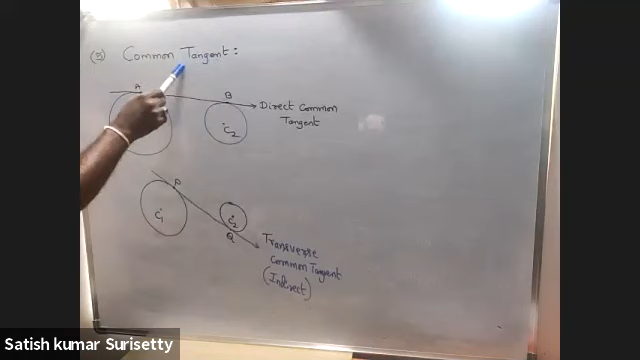 (5) Common Tangent :
A
B
Direct Common
Tangent
C2
P
C1
C2
Q
Transverse
Common Tangent
(Indirect)
Satish kumar Surisetty